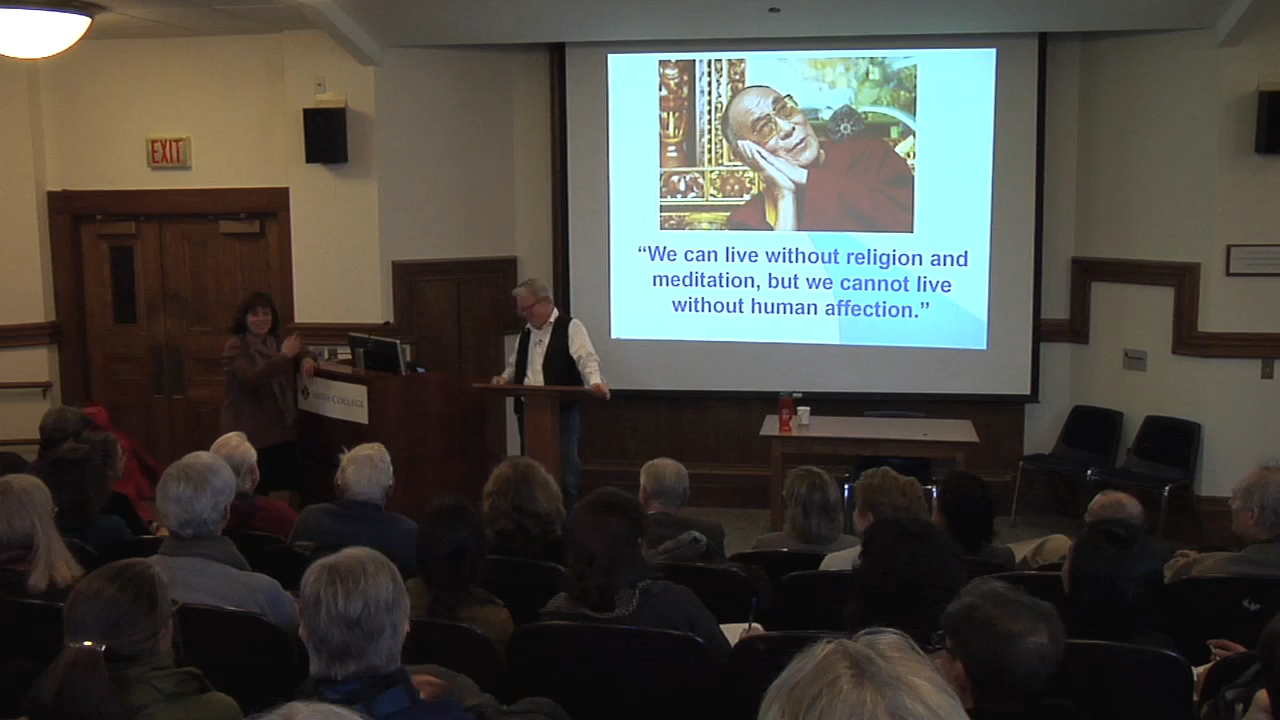 EXIT
“We can live without religion and
meditation, but we cannot live
without human affection.”
COLLEGE